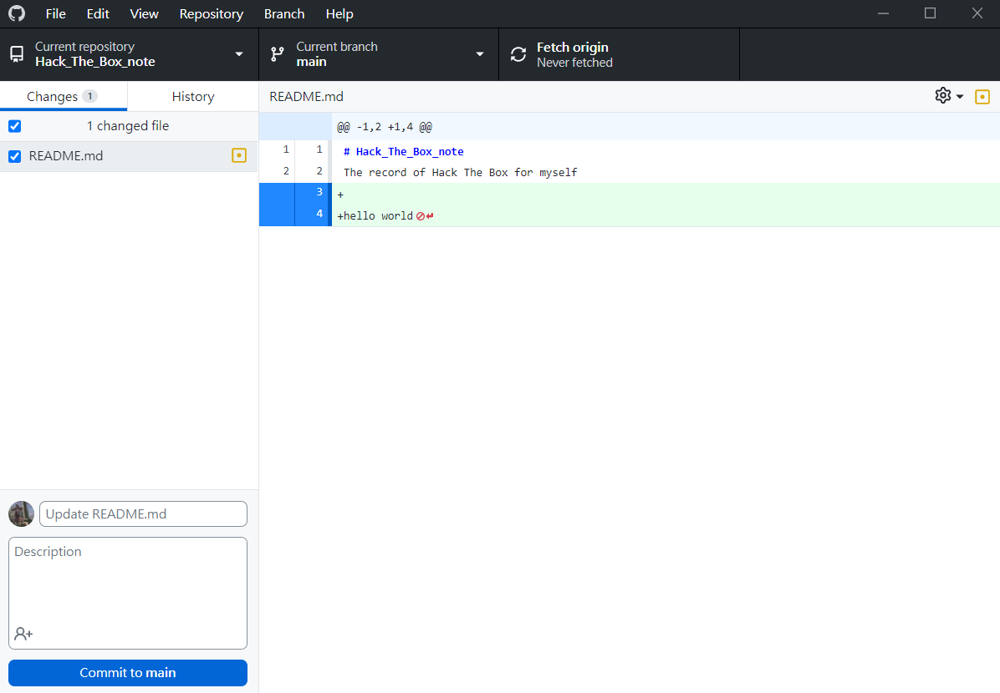 File Edit View Repository Branch Help
Current repository
Hack_The_Box_note
Current branch
main
Fetch origin
Never fetched
Changes 1
History
README.md
1 changed file
README.md
@@ -1,2 +1,4 @@
1 1 # Hack_The_Box_note
2 2 The record of Hack The Box for myself
3 +
4 +hello world
Update README.md
Description
Commit to main